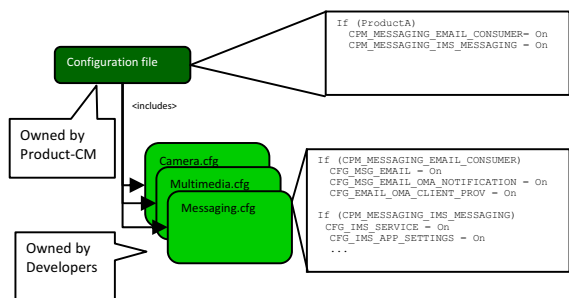 If (ProductA)
CPM_MESSAGING_EMAIL_CONSUMER= On
CPM_MESSAGING_IMS_MESSAGING = On
Configuration file
<includes>
Owned by
Product-CM
Camera.cfg
Multimedia.cfg
Messaging.cfg
If (CPM_MESSAGING_EMAIL_CONSUMER)
CFG_MSG_EMAIL = On
CFG_MSG_EMAIL_OMA_NOTIFICATION = On
CFG_EMAIL_OMA_CLIENT_PROV = On
If (CPM_MESSAGING_IMS_MESSAGING)
CFG_IMS_SERVICE = On
CFG_IMS_APP_SETTINGS = On
...
Owned by
Developers